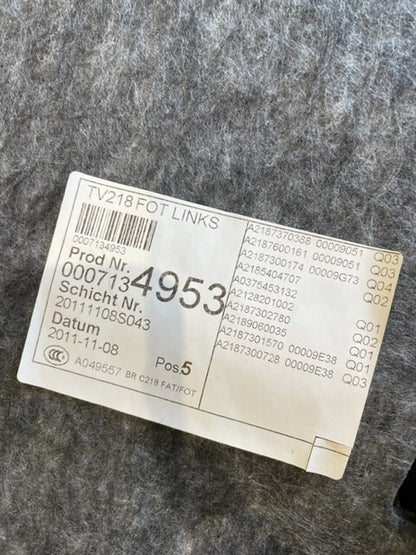 TV218 FOT LINKS
0007134953
Prod Nr.
0007134953
Schicht Nr.
20111108S043
Datum
2011-11-08
Pos5
CCC
A049557 BR C218 FAT/FOT
A2187370388 00009051 Q03
A2187600161 00009051 Q03
A2187300174 00009G73 Q04
A2185404707 Q02
A0375453132
A2128201002
A2187302780 Q01
A2189060035 Q02
A2187301570 00009E38 Q01
A2187300728 00009E38 Q01
Q03